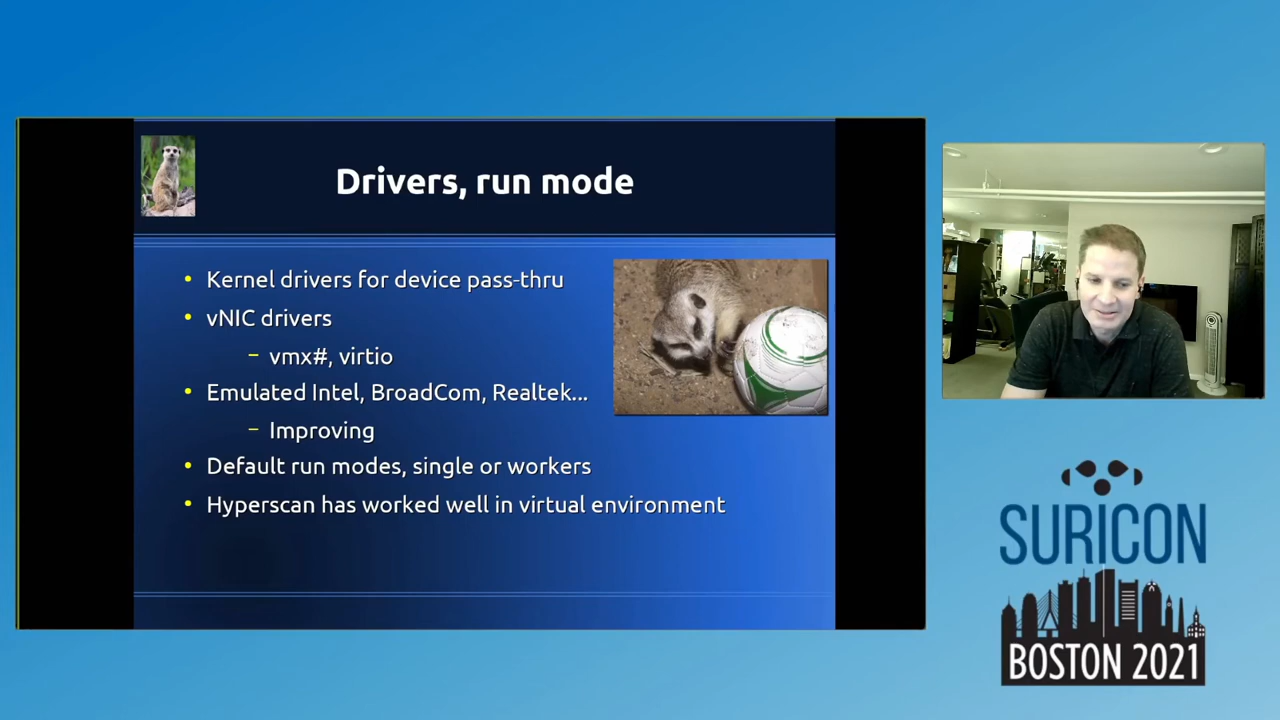 Drivers, run mode
• Kernel drivers for device pass-thru
• vNIC drivers
– vmx#, virtio
• Emulated Intel, BroadCom, Realtek...
– Improving
• Default run modes, single or workers
• Hyperscan has worked well in virtual environment
SURICON
BOSTON 2021